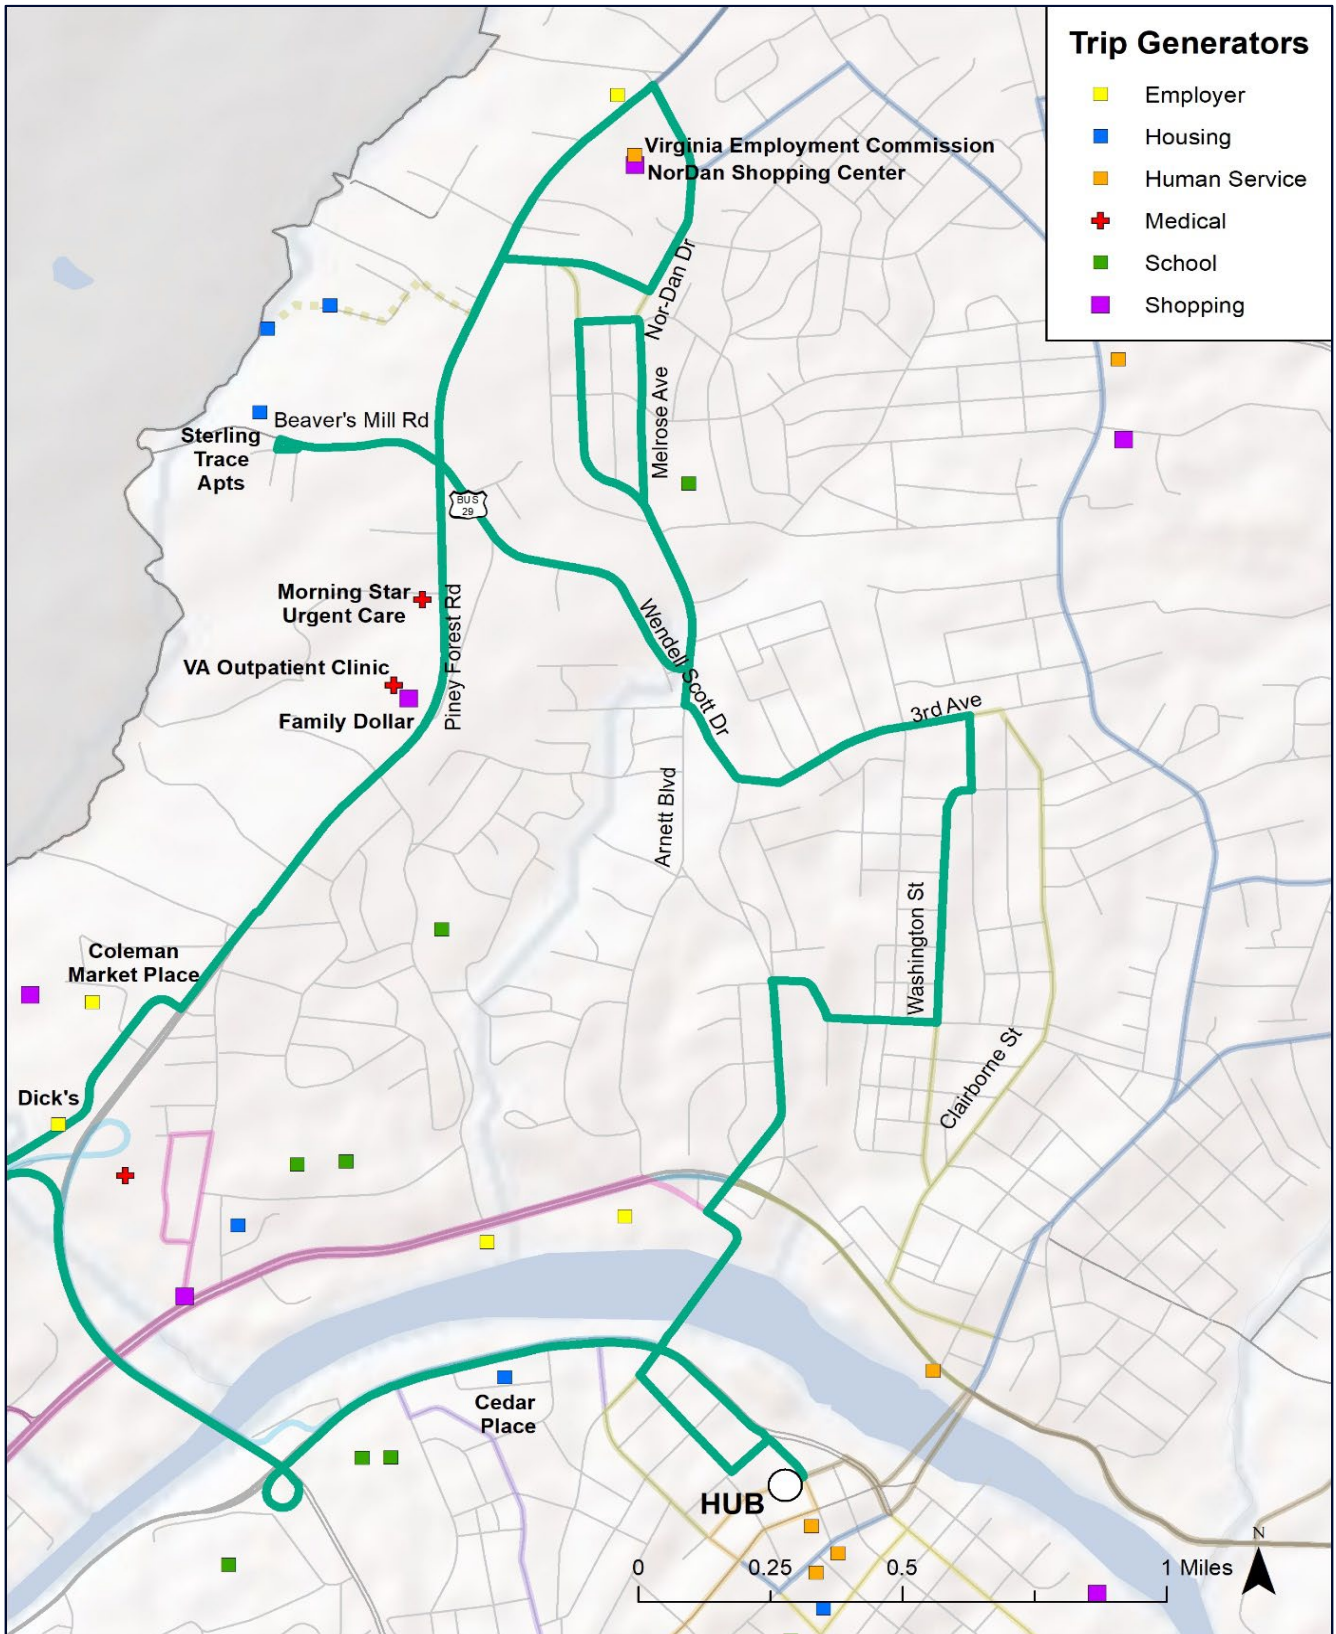 Trip Generators
Employer
Housing
Human Service
Medical
School
Shopping
Virginia Employment Commission
NorDan Shopping Center
Nor-Dan Dr
Melrose Ave
Beaver's Mill Rd
Sterling
Trace
Apts
BUS
29
Morning Star
Urgent Care
Piney Forest Rd
Wendell Scott Dr
VA Outpatient Clinic
Family Dollar
3rd Ave
Arnett Blvd
Washington St
Coleman
Market Place
Clairborne St
Dick's
Cedar
Place
HUB
N
0 0.25 0.5 1 Miles